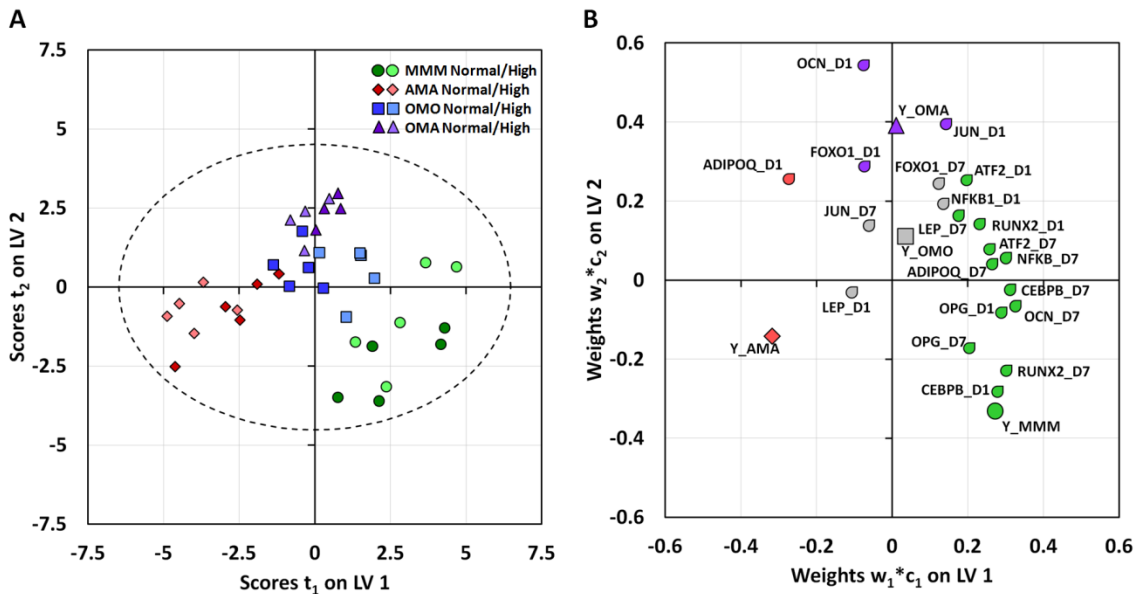 A
7.5
5
2.5
0
-2.5
-5
-7.5
-7.5
-5
-2.5
0
2.5
5
7.5
Scores t1 on LV 1
Scores t2 on LV 2
MMM Normal/High
AMA Normal/High
OMO Normal/High
OMA Normal/High
B
0.6
0.4
0.2
0
-0.2
-0.4
-0.6
-0.6
-0.4
-0.2
0
0.2
0.4
0.6
Weights w1*c1 on LV 1
Weights w2*c2 on LV 2
OCN_D1
Y_OMA
JUN_D1
FOXO1_D1
ADIPOQ_D1
FOXO1_D7
ATF2_D1
NFKB1_D1
JUN_D7
LEP_D7
RUNX2_D1
Y_OMO
ATF2_D7
NFKB_D7
ADIPOQ_D7
LEP_D1
CEBPB_D7
OPG_D1
OCN_D7
Y_AMA
OPG_D7
RUNX2_D7
CEBPB_D1
Y_MMM